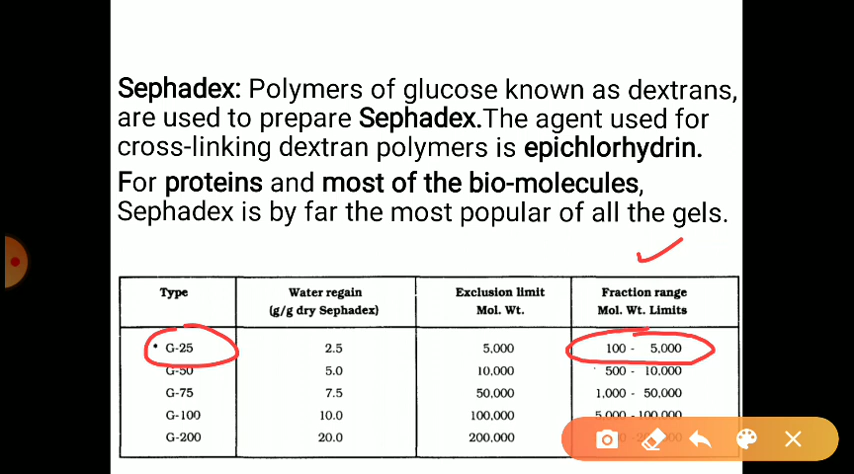 Sephadex: Polymers of glucose known as dextrans,
are used to prepare Sephadex.The agent used for
cross-linking dextran polymers is epichlorhydrin.
For proteins and most of the bio-molecules,
Sephadex is by far the most popular of all the gels.
Type Water regain Exclusion limit Fraction range
(g/g dry Sephadex) Mol. Wt. Mol. Wt. Limits
G-25 2.5 5,000 100 - 5,000
G-50 5.0 10,000 500 - 10,000
G-75 7.5 50,000 1,000 - 50,000
G-100 10.0 100,000 5,000 - 100,000
G-200 20.0 200,000